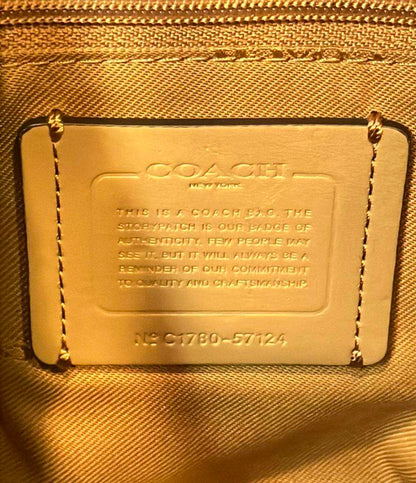 COACH
NEW YORK
THIS IS A COACH BAG. THE
STORYPATCH IS OUR BADGE OF
AUTHENTICITY. FEW PEOPLE MAY
SEE IT, BUT IT WILL ALWAYS BE A
REMINDER OF OUR COMMITMENT
TO QUALITY AND CRAFTSMANSHIP.
Nº C1780-57124